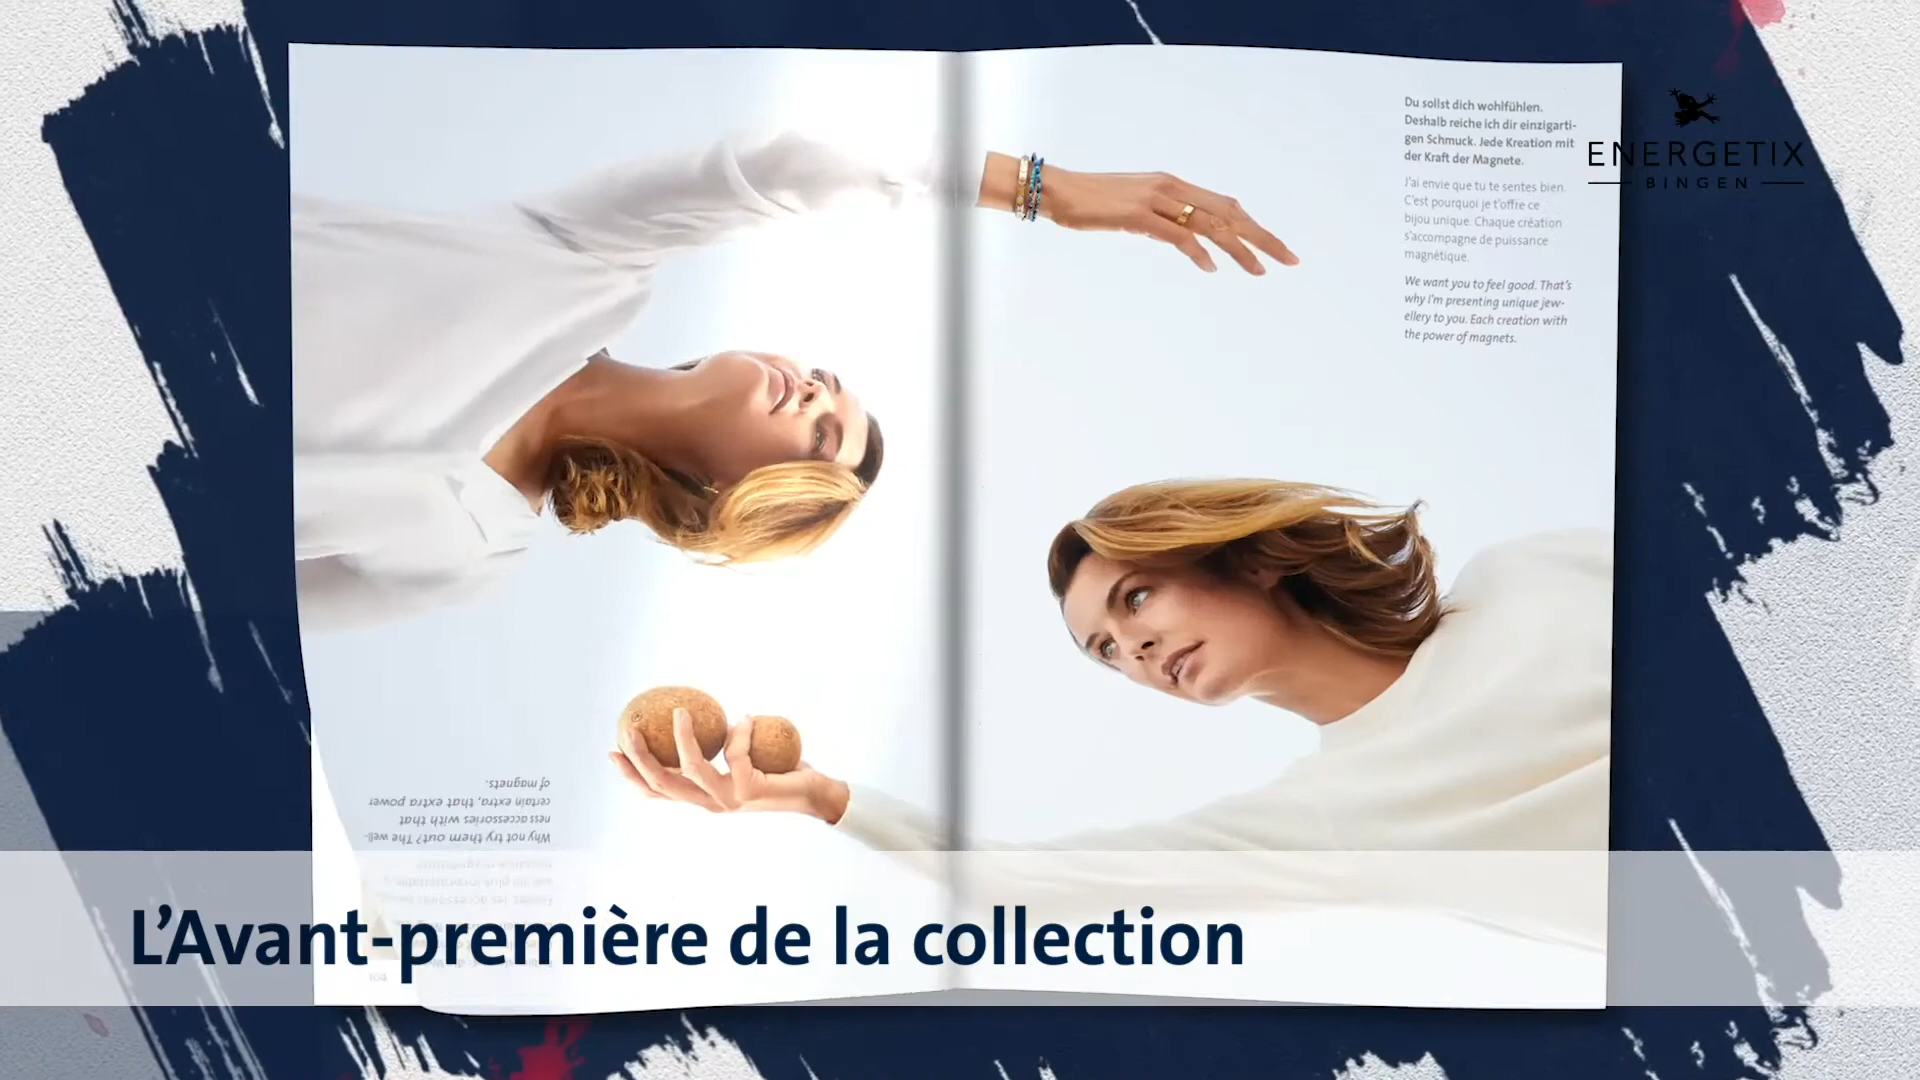 Du sollst dich wohlfühlen.
Deshalb reiche ich dir einzigarti-
gen Schmuck. Jede Kreation mit
der Kraft der Magnete.
J'ai envie que tu te sentes bien.
C'est pourquoi je t'offre ce
bijou unique. Chaque création
s'accompagne de puissance
magnétique.
We want you to feel good. That's
why I'm presenting unique jew-
ellery to you. Each creation with
the power of magnets.
ENERGETIX
BINGEN
Why not try them out? The well-
ness accessories with that
certain extra, that extra power
of magnets.
L'Avant-première de la collection
104